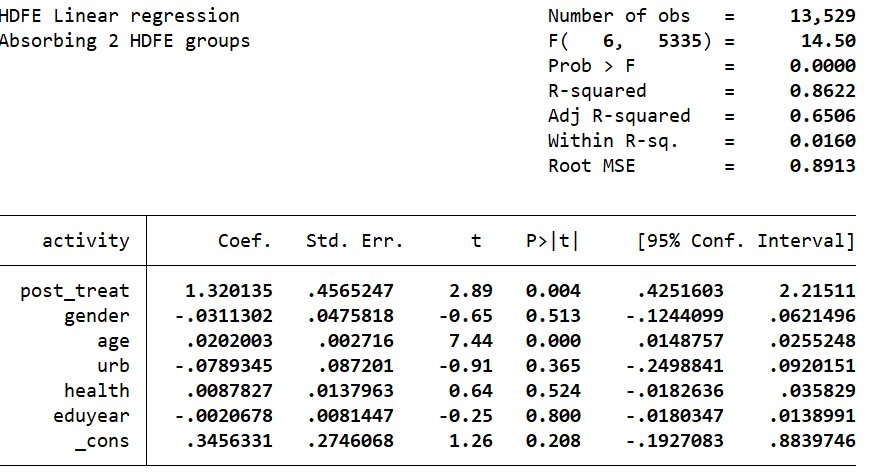 HDFE Linear regression Number of obs = 13,529
Absorbing 2 HDFE groups F( 6, 5335) = 14.50
Prob > F = 0.0000
R-squared = 0.8622
Adj R-squared = 0.6506
Within R-sq. = 0.0160
Root MSE = 0.8913
activity Coef. Std. Err. t P>|t| [95% Conf. Interval]
post_treat 1.320135 .4565247 2.89 0.004 .4251603 2.21511
gender -.0311302 .0475818 -0.65 0.513 -.1244099 .0621496
age .0202003 .002716 7.44 0.000 .0148757 .0255248
urb -.0789345 .087201 -0.91 0.365 -.2498841 .0920151
health .0087827 .0137963 0.64 0.524 -.0182636 .035829
eduyear -.0020678 .0081447 -0.25 0.800 -.0180347 .0138991
_cons .3456331 .2746068 1.26 0.208 -.1927083 .8839746